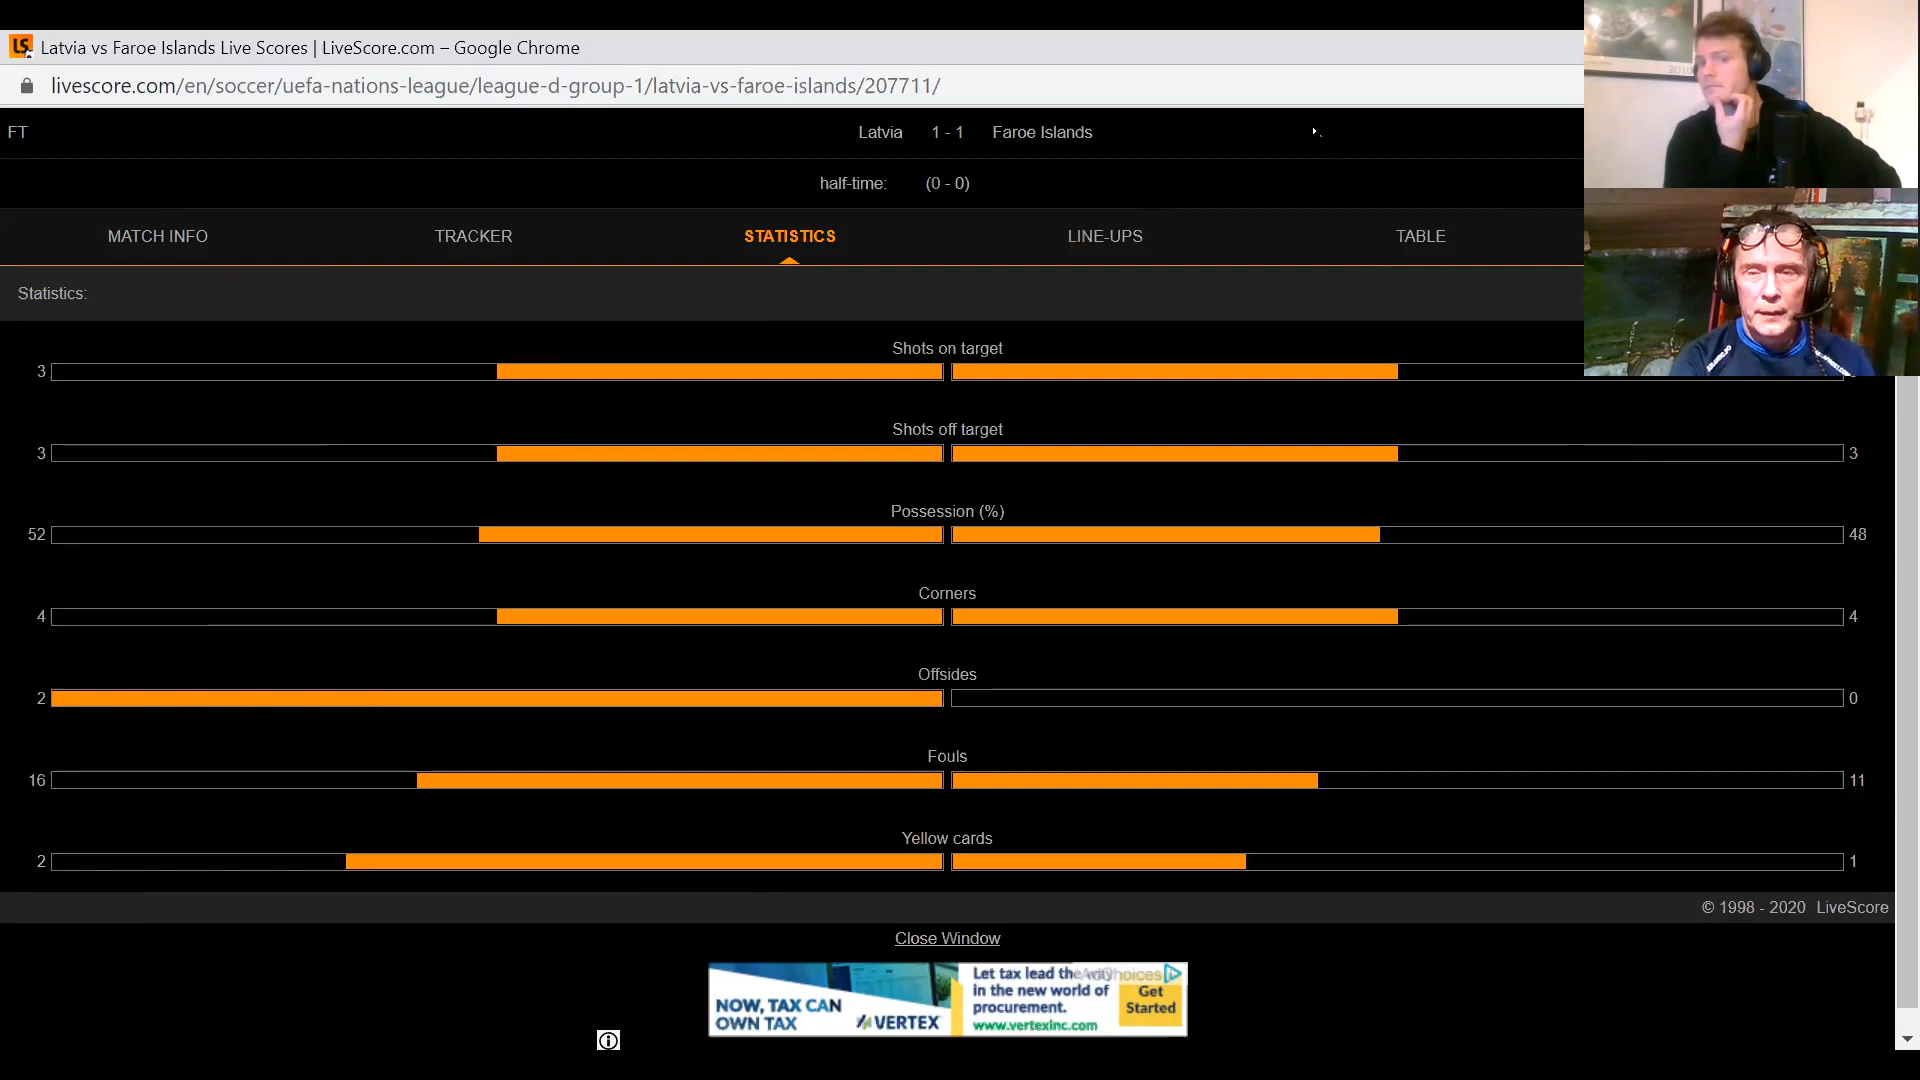 LS Latvia vs Faroe Islands Live Scores | LiveScore.com – Google Chrome
livescore.com/en/soccer/uefa-nations-league/league-d-group-1/latvia-vs-faroe-islands/207711/
FT Latvia 1 - 1 Faroe Islands
half-time: (0 - 0)
MATCH INFO TRACKER STATISTICS LINE-UPS TABLE
Statistics:
Shots on target
3
Shots off target
3 3
Possession (%)
52 48
Corners
4 4
Offsides
2 0
Fouls
16 11
Yellow cards
2 1
© 1998 - 2020 LiveScore
Close Window
NOW, TAX CAN
OWN TAX
VERTEX
Let tax lead the way
in the new world of
procurement.
www.vertexinc.com
Get
Started